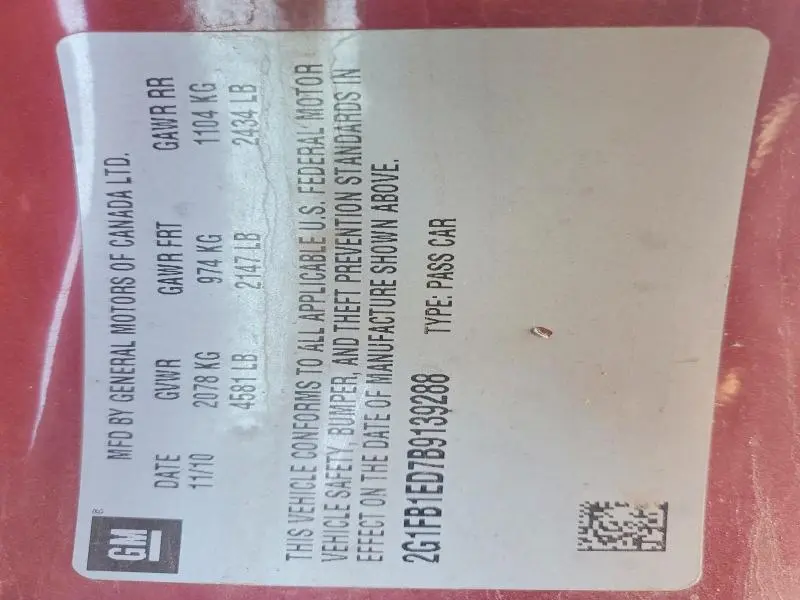 GM ®
MFD BY GENERAL MOTORS OF CANADA LTD.
DATE GVWR GAWR FRT GAWR RR
11/10 2078 KG 974 KG 1104 KG
4581 LB 2147 LB 2434 LB
THIS VEHICLE CONFORMS TO ALL APPLICABLE U.S. FEDERAL MOTOR
VEHICLE SAFETY, BUMPER, AND THEFT PREVENTION STANDARDS IN
EFFECT ON THE DATE OF MANUFACTURE SHOWN ABOVE.
2G1FB1ED7B9139288 TYPE: PASS CAR